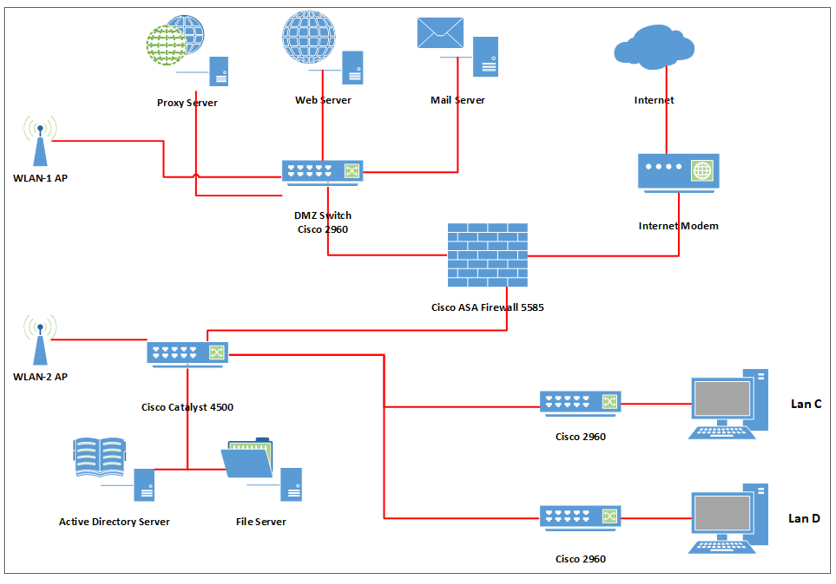 Proxy Server
Web Server
Mail Server
Internet
WLAN-1 AP
DMZ Switch
Cisco 2960
Internet Modem
Cisco ASA Firewall 5585
WLAN-2 AP
Cisco Catalyst 4500
Lan C
Cisco 2960
Active Directory Server
File Server
Lan D
Cisco 2960